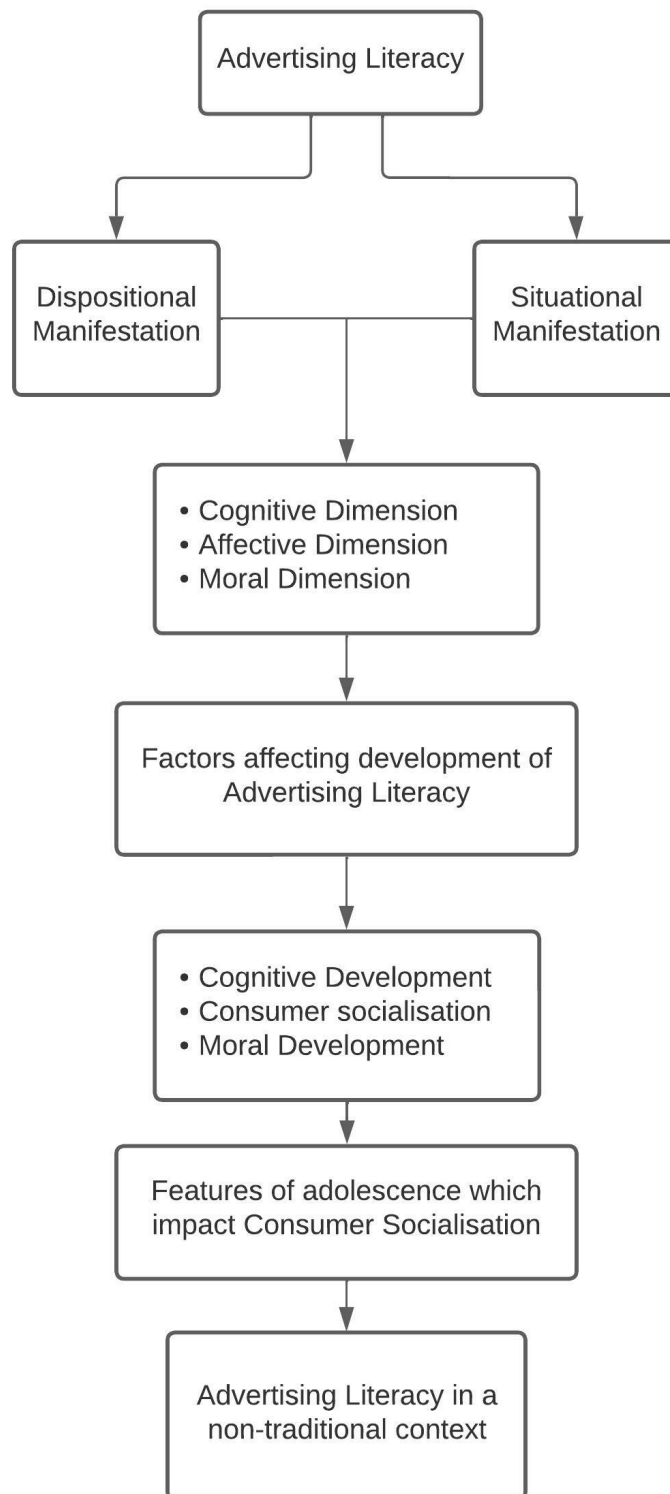 Advertising Literacy
Dispositional
Manifestation
Situational
Manifestation
• Cognitive Dimension
• Affective Dimension
• Moral Dimension
Factors affecting development of
Advertising Literacy
• Cognitive Development
• Consumer socialisation
• Moral Development
Features of adolescence which
impact Consumer Socialisation
Advertising Literacy in a
non-traditional context